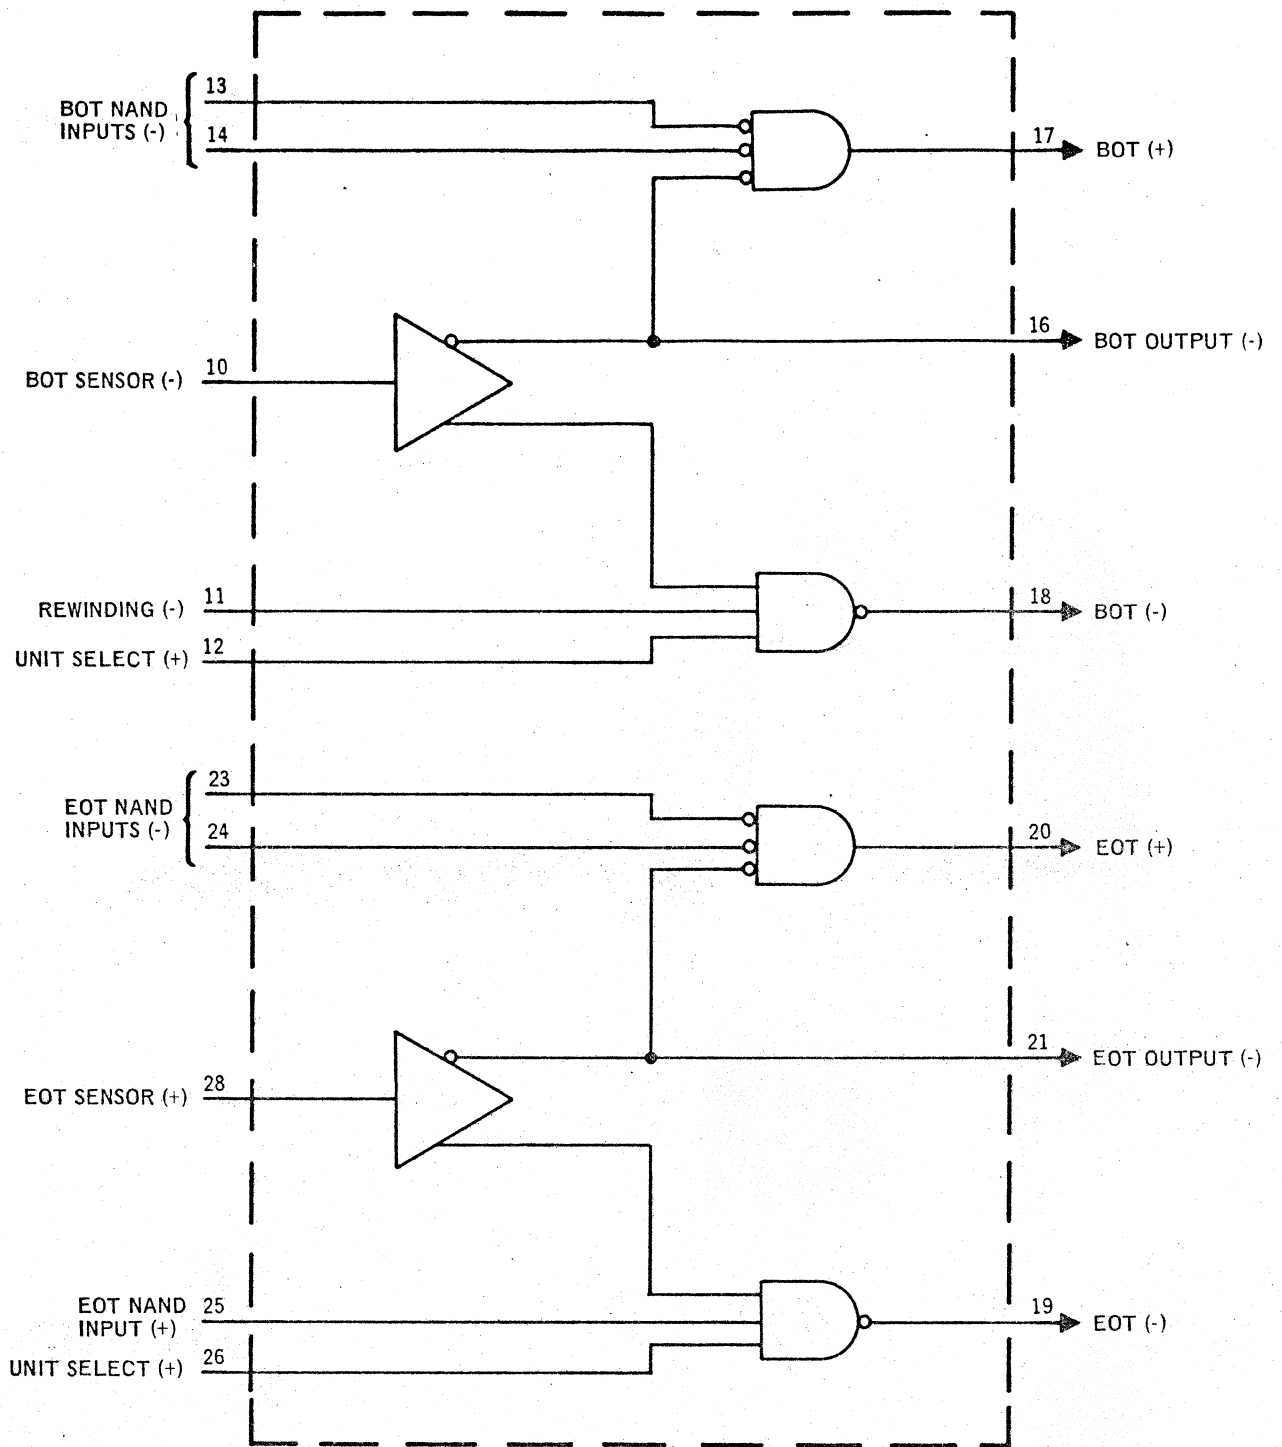 13
BOT NAND
INPUTS (-)
14
17
BOT (+)
16
BOT OUTPUT (-)
10
BOT SENSOR (-)
11
REWINDING (-)
18
BOT (-)
12
UNIT SELECT (+)
23
EOT NAND
INPUTS (-)
24
20
EOT (+)
21
EOT OUTPUT (-)
28
EOT SENSOR (+)
25
EOT NAND
INPUT (+)
19
EOT (-)
26
UNIT SELECT (+)